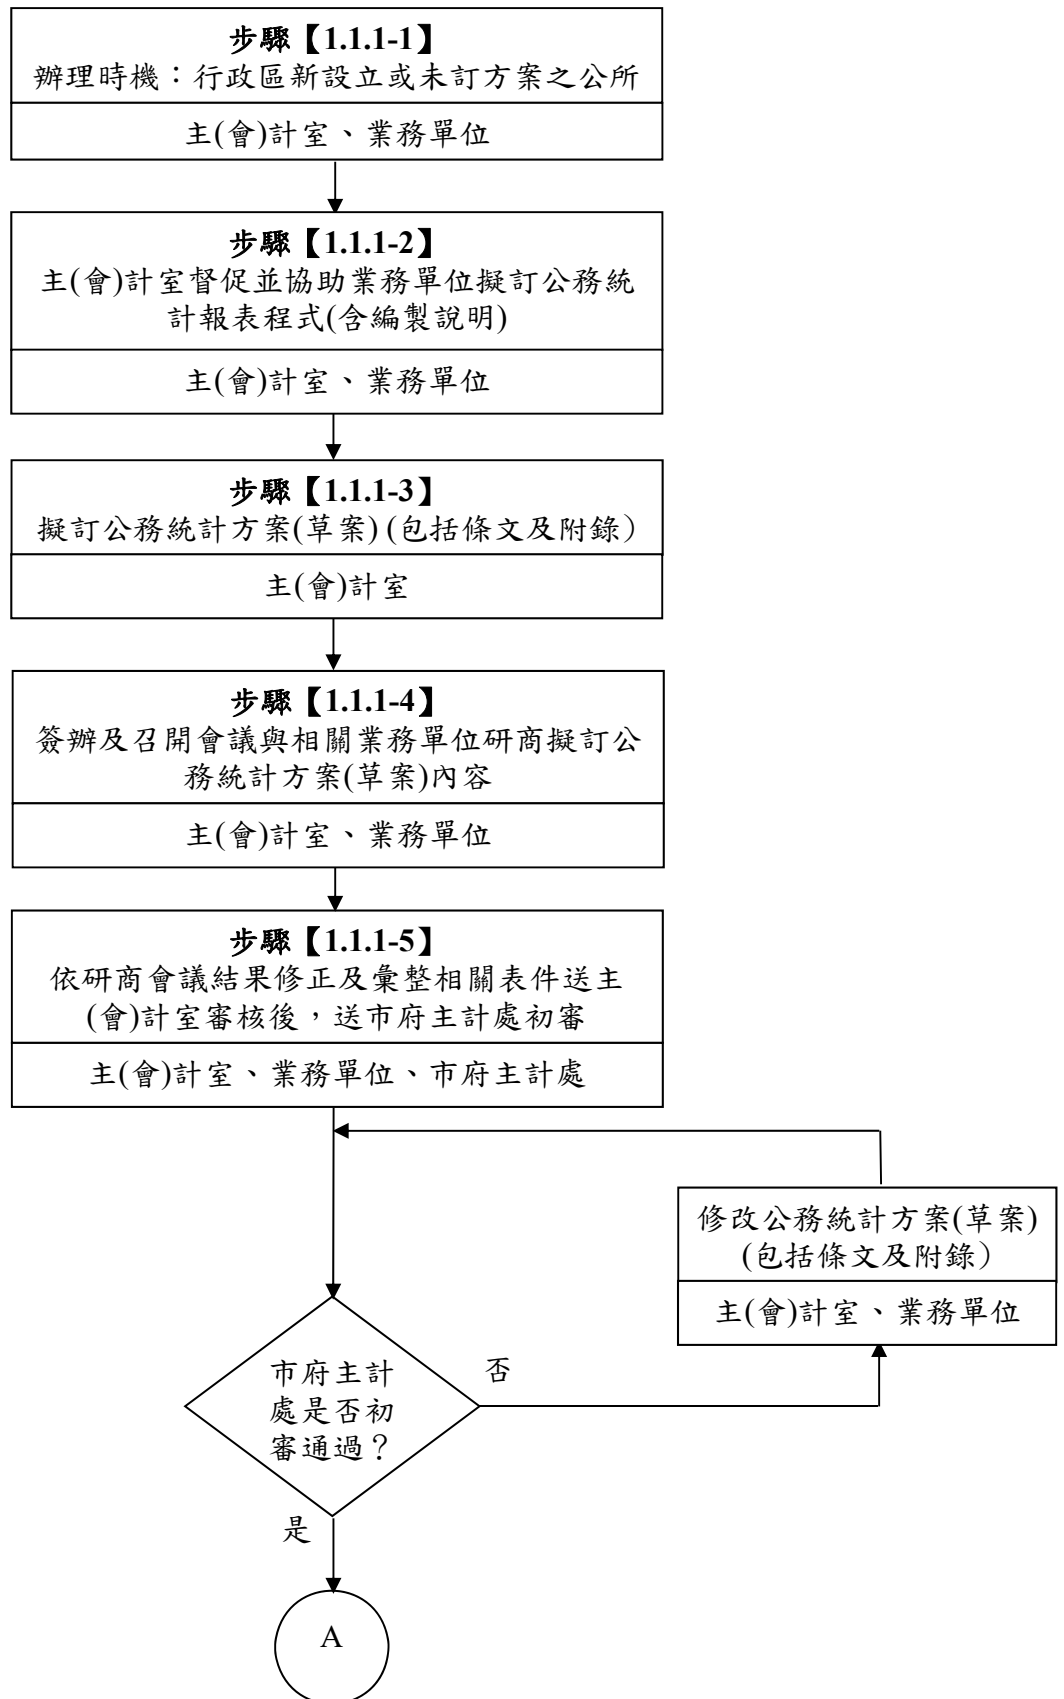 步驟【1.1.1-1】
辦理時機：行政區新設立或未訂方案之公所
主(會)計室、業務單位
步驟【1.1.1-2】
主(會)計室督促並協助業務單位擬訂公務統
計報表程式(含編製說明)
主(會)計室、業務單位
步驟【1.1.1-3】
擬訂公務統計方案(草案) (包括條文及附錄）
主(會)計室
步驟【1.1.1-4】
簽辦及召開會議與相關業務單位研商擬訂公
務統計方案(草案)內容
主(會)計室、業務單位
步驟【1.1.1-5】
依研商會議結果修正及彙整相關表件送主
(會)計室審核後，送市府主計處初審
主(會)計室、業務單位、市府主計處
修改公務統計方案(草案)
(包括條文及附錄）
主(會)計室、業務單位
市府主計
處是否初
審通過？
否
是
A